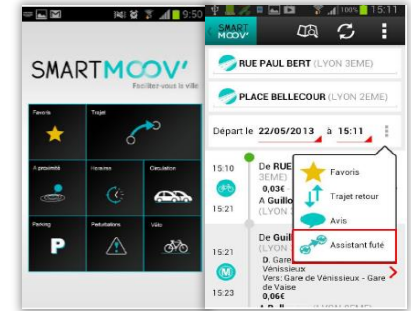 9:50
SMARTMOOV'
Facilitez-vous la ville
Favoris
Trajet
A proximité
Horaires
Circulation
Parking
P
Perturbations
Vélo
100% 15:11
SMART
MOOV'
RUE PAUL BERT (LYON 3EME)
PLACE BELLECOUR (LYON 2EME)
Départ le 22/05/2013 à 15:11
15:10
De RUE
3EME)
0,03€
15:21
A Guillo
(LYON
Favoris
Trajet retour
Avis
Assistant futé
15:21
De Guill
(LYON
D. Gare
Vénissieux
M
Vers: Gare de Vénissieux - Gare
de Vaise
15:23
0,06€